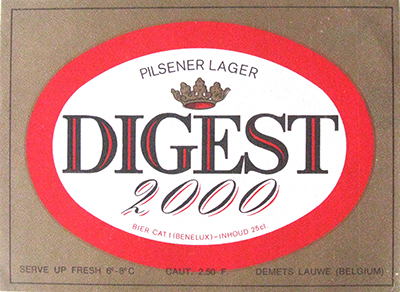 PILSENER LAGER
DIGEST
2000
BIER CAT I (BENELUX)-INHOUD 25cl.
SERVE UP FRESH 6°-8°C CAUT. 2,50 F. DEMETS LAUWE (BELGIUM)